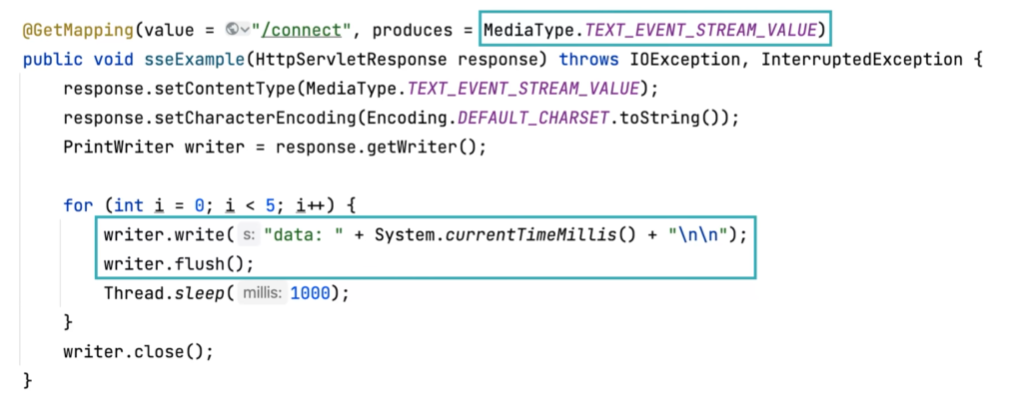 @GetMapping(value = "/connect", produces = MediaType.TEXT_EVENT_STREAM_VALUE)
public void sseExample(HttpServletResponse response) throws IOException, InterruptedException {
response.setContentType(MediaType.TEXT_EVENT_STREAM_VALUE);
response.setCharacterEncoding(Encoding.DEFAULT_CHARSET.toString());
PrintWriter writer = response.getWriter();
for (int i = 0; i < 5; i++) {
writer.write( s: "data: " + System.currentTimeMillis() + "\n\n");
writer.flush();
Thread.sleep( millis: 1000);
}
writer.close();
}